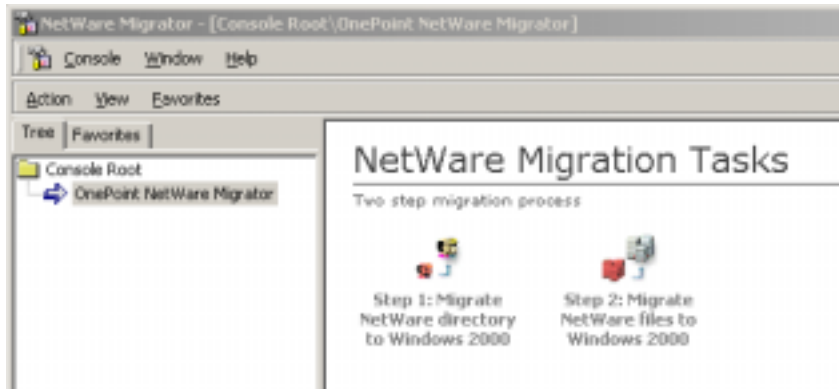 NetWare Migrator - [Console Root\OnePoint NetWare Migrator]
Console Window Help
Action View Favorites
Tree Favorites
Console Root
OnePoint NetWare Migrator
NetWare Migration Tasks
Two step migration process
Step 1: Migrate
NetWare directory
to Windows 2000
Step 2: Migrate
NetWare files to
Windows 2000